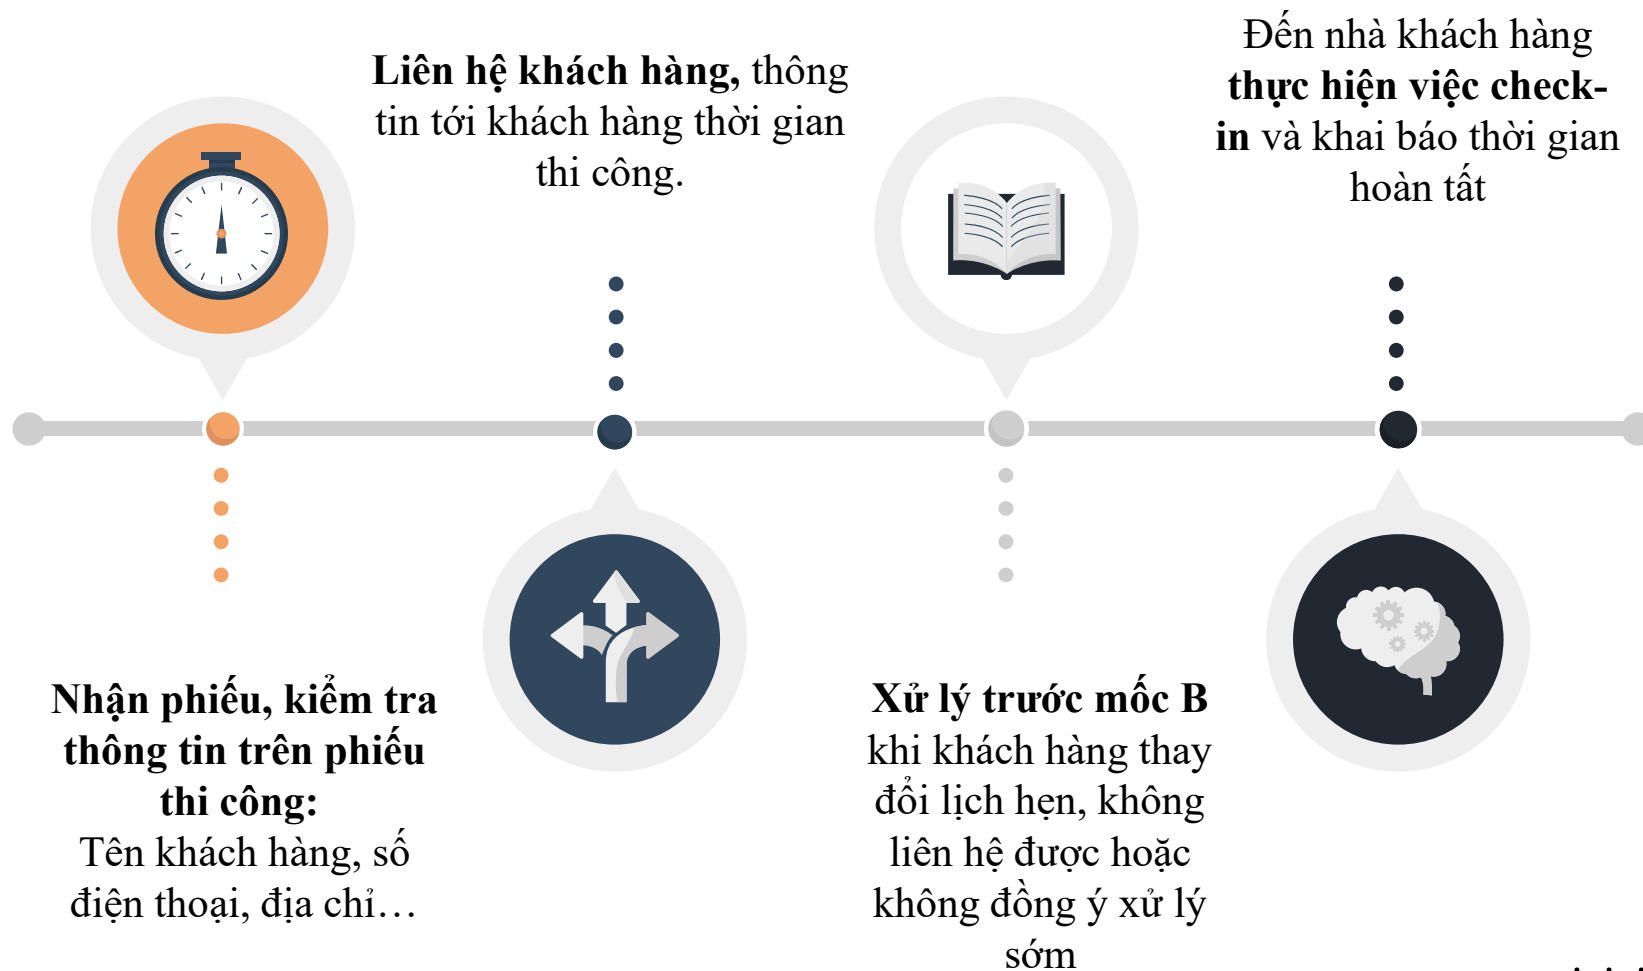 Liên hệ khách hàng, thông
tin tới khách hàng thời gian
thi công.
Đến nhà khách hàng
thực hiện việc check-
in và khai báo thời gian
hoàn tất
Nhận phiếu, kiểm tra
thông tin trên phiếu
thi công:
Tên khách hàng, số
điện thoại, địa chỉ…
Xử lý trước mốc B
khi khách hàng thay
đổi lịch hẹn, không
liên hệ được hoặc
không đồng ý xử lý
sớm